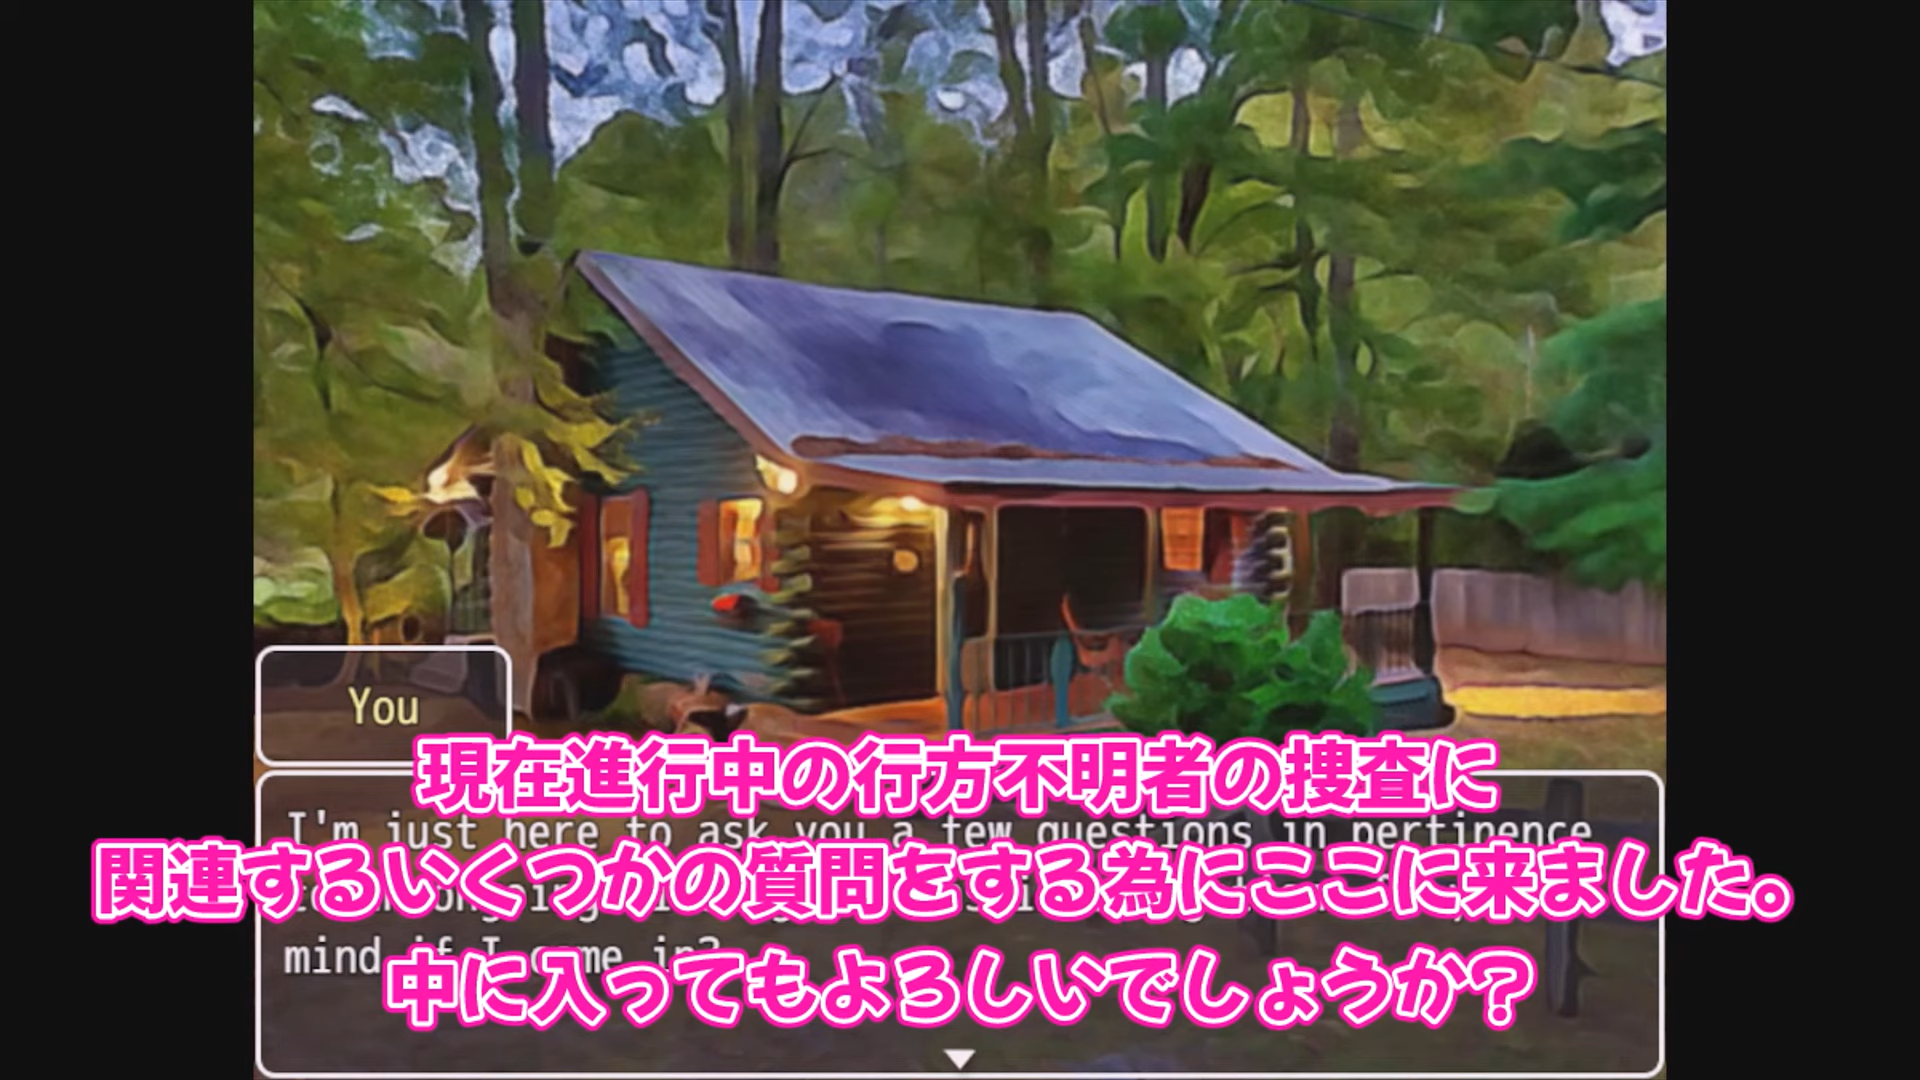 You
現在進行中の行方不明者の捜査に
I'm just here to ask you a few questions in pertinence
関連するいくつかの質問をする為にここに来ました。
mind if I come in?
中に入ってもよろしいでしょうか？